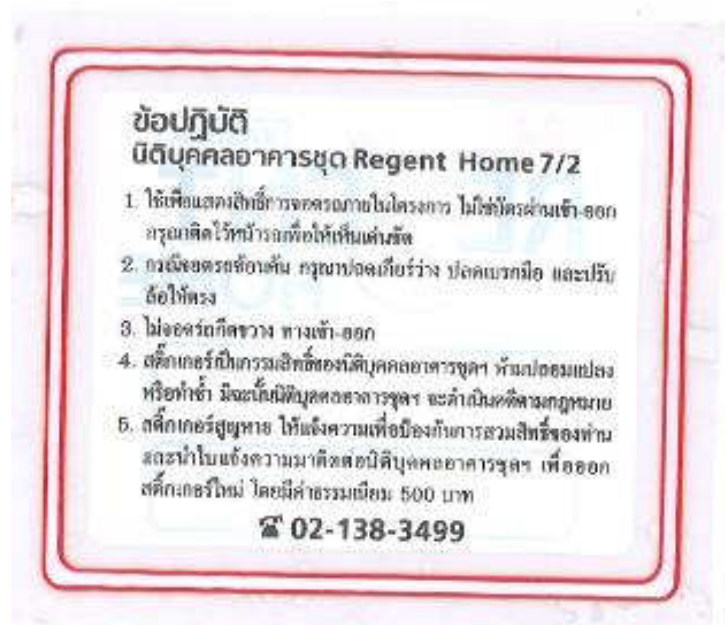 ข้อปฏิบัติ
นิติบุคคลอาคารชุด Regent Home 7/2
1. ใช้เพื่อแสดงสิทธิ์การจอดรถภายในโครงการ ไม่ใช่บัตรผ่านเข้า-ออก
กรุณาติดไว้หน้ารถเพื่อให้เห็นเด่นชัด
2. กรณีจอดรถซ้อนคัน กรุณาปลดเกียร์ว่าง ปลดเบรกมือ และปรับ
ล้อให้ตรง
3. ไม่จอดรถกีดขวาง ทางเข้า-ออก
4. สติ๊กเกอร์เป็นกรรมสิทธิ์ของนิติบุคคลอาคารชุดฯ ห้ามปลอมแปลง
หรือทำซ้ำ มิฉะนั้นนิติบุคคลอาคารชุดฯ จะดำเนินคดีตามกฎหมาย
5. สติ๊กเกอร์สูญหาย ให้แจ้งความเพื่อป้องกันการสวมสิทธิ์ของท่าน
และนำใบแจ้งความมาติดต่อนิติบุคคลอาคารชุดฯ เพื่อออก
สติ๊กเกอร์ใหม่ โดยมีค่าธรรมเนียม 500 บาท
☎ 02-138-3499